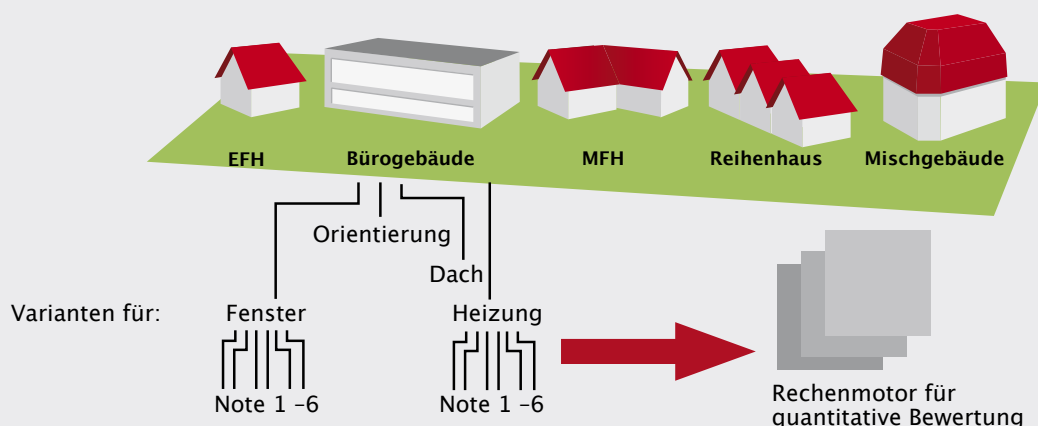 EFH Bürogebäude MFH Reihenhaus Mischgebäude
Orientierung
Dach
Varianten für: Fenster Heizung
Note 1 –6 Note 1 –6
Rechenmotor für
quantitative Bewertung